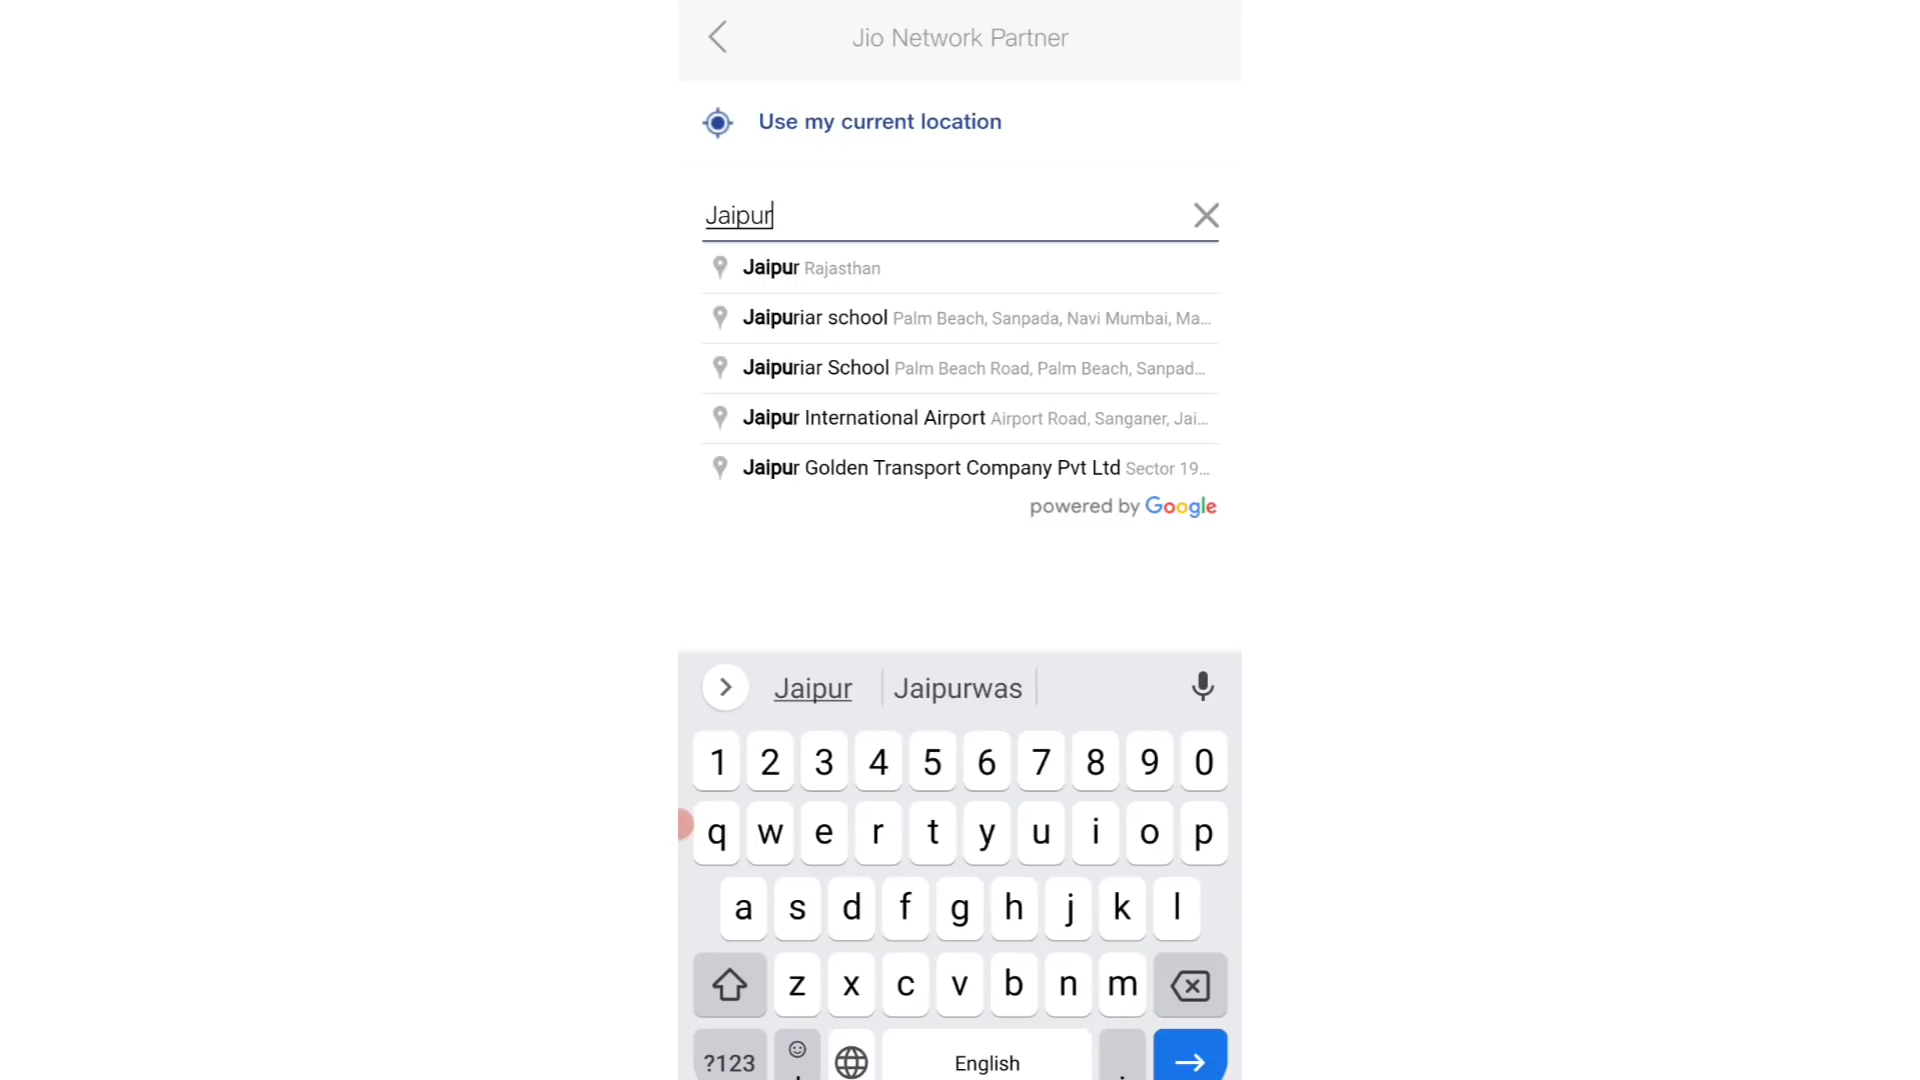 Jio Network Partner
Use my current location
Jaipur
Jaipur Rajasthan
Jaipuriar school Palm Beach, Sanpada, Navi Mumbai, Ma...
Jaipuriar School Palm Beach Road, Palm Beach, Sanpad...
Jaipur International Airport Airport Road, Sanganer, Jai...
Jaipur Golden Transport Company Pvt Ltd Sector 19...
powered by Google
Jaipur Jaipurwas
1 2 3 4 5 6 7 8 9 0
q w e r t y u i o p
a s d f g h j k l
z x c v b n m
?123 English .